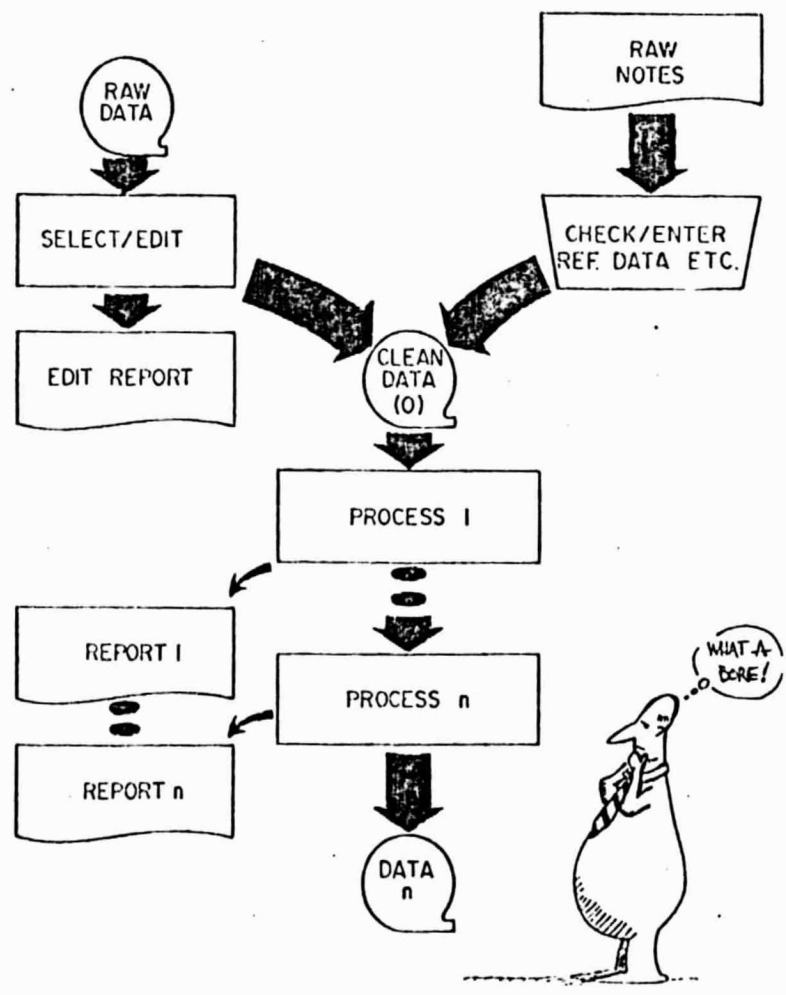 RAW
DATA
RAW
NOTES
SELECT/EDIT
CHECK/ENTER
REF. DATA ETC.
EDIT REPORT
CLEAN
DATA
(0)
PROCESS 1
REPORT 1
PROCESS n
REPORT n
DATA
n
WHAT A
BORE!